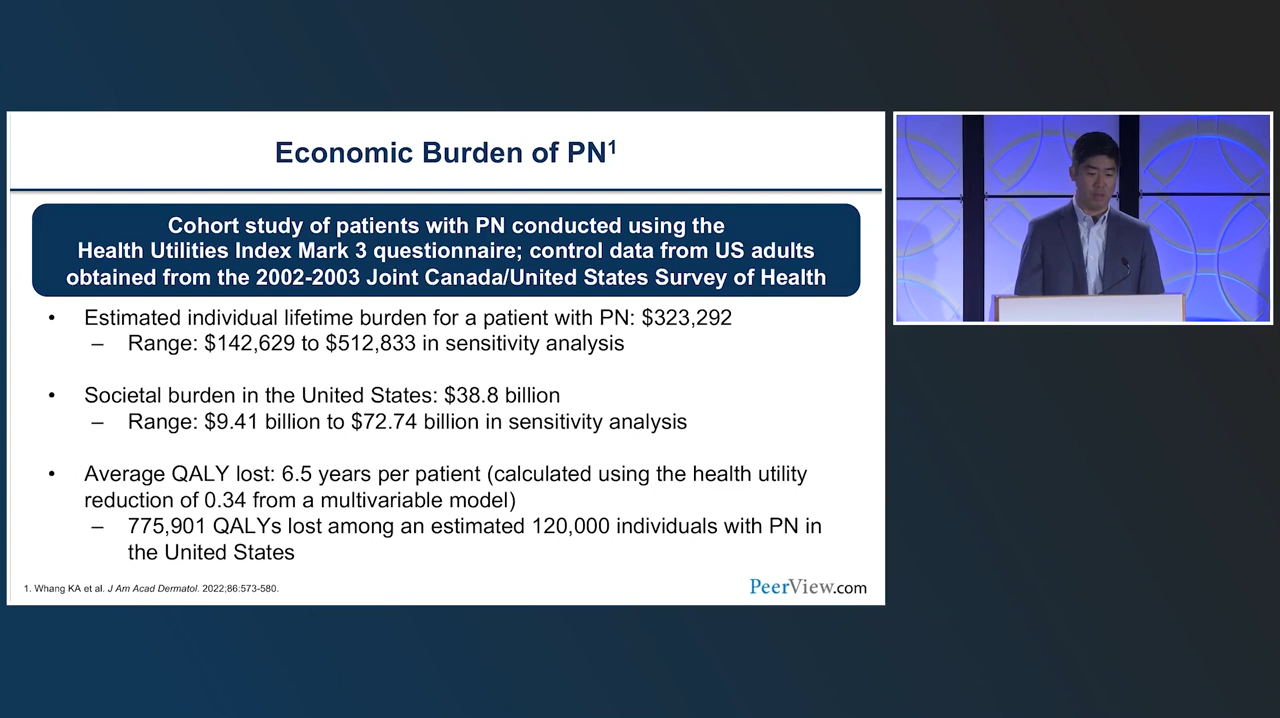 Economic Burden of PN¹
Cohort study of patients with PN conducted using the
Health Utilities Index Mark 3 questionnaire; control data from US adults
obtained from the 2002-2003 Joint Canada/United States Survey of Health
• Estimated individual lifetime burden for a patient with PN: $323,292
– Range: $142,629 to $512,833 in sensitivity analysis
• Societal burden in the United States: $38.8 billion
– Range: $9.41 billion to $72.74 billion in sensitivity analysis
• Average QALY lost: 6.5 years per patient (calculated using the health utility
reduction of 0.34 from a multivariable model)
– 775,901 QALYs lost among an estimated 120,000 individuals with PN in
the United States
1. Whang KA et al. J Am Acad Dermatol. 2022;86:573-580.
PeerView.com